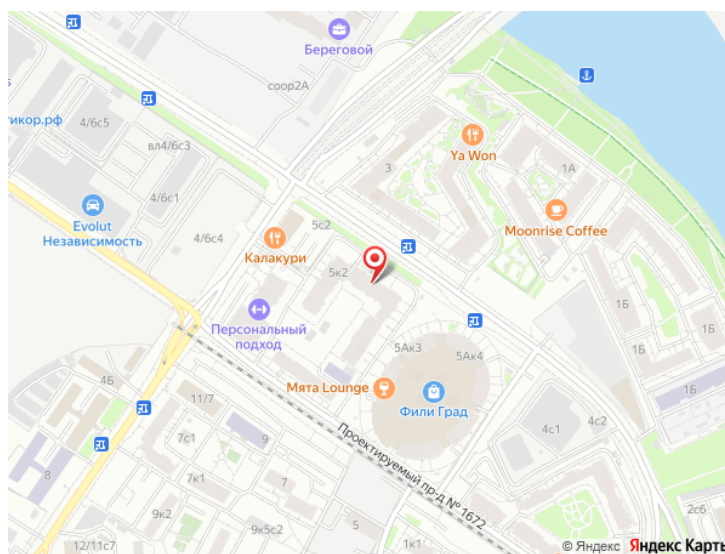 Береговой
соор2А
4/6с5
тикор.рф
вл4/6с3
Ya Won
3
1А
4/6с1
Evolut
Независимость
5с2
Moonrise Coffee
4/6с4
Калакури
5к2
1Б
Персональный
подход
1Б
5Ак3
5Ак4
4Б
Мята Lounge
1Б
11/7
Фили Град
7с1
4с2
4с1
9
Проектируемый пр-д № 1672
8
7к1
9к2
5
2с6
9к5с2
12/11с7
1к1
© Яндекс Яндекс Карты